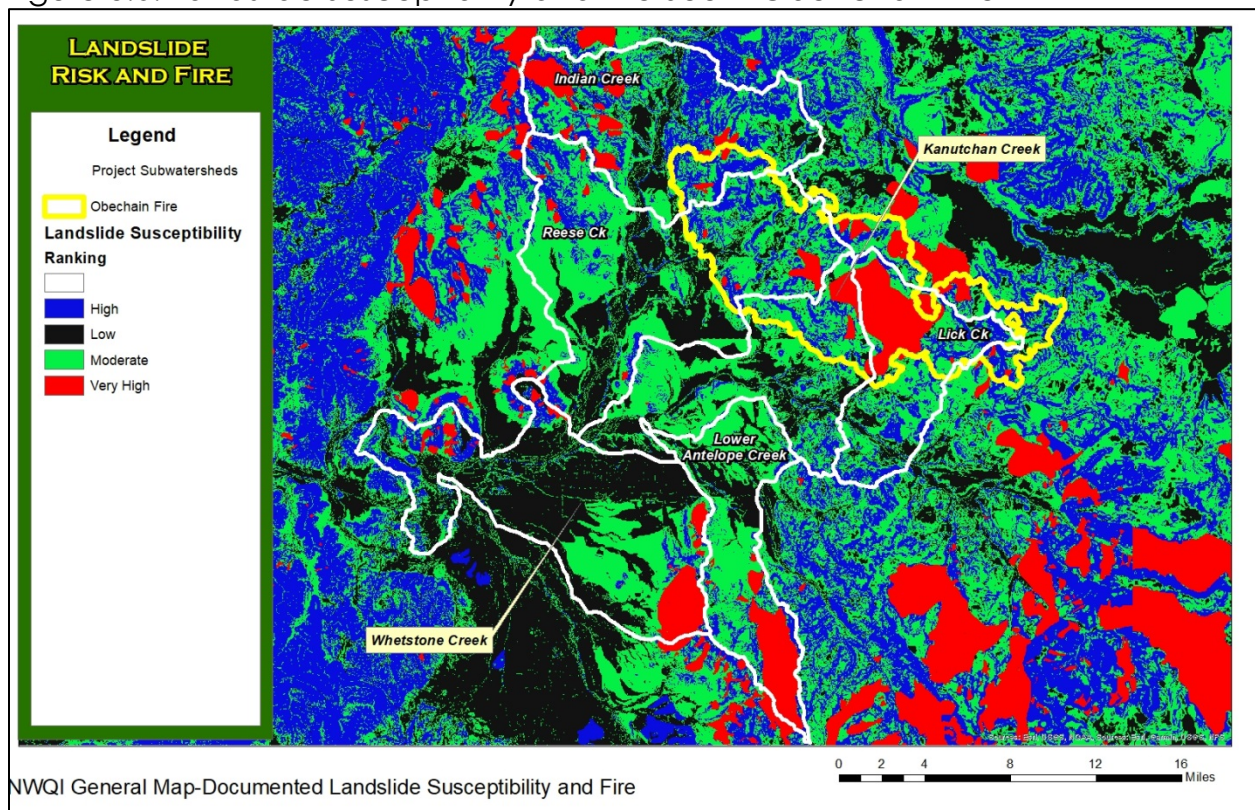 LANDSLIDE
RISK AND FIRE
Legend
Project Subwatersheds
Obechain Fire
Landslide Susceptibility
Ranking
High
Low
Moderate
Very High
Indian Creek
Kanutchan Creek
Reese Ck
Lick Ck
Lower
Antelope Creek
Whetstone Creek
0 2 4 8 12 16
Miles
NWQI General Map-Documented Landslide Susceptibility and Fire